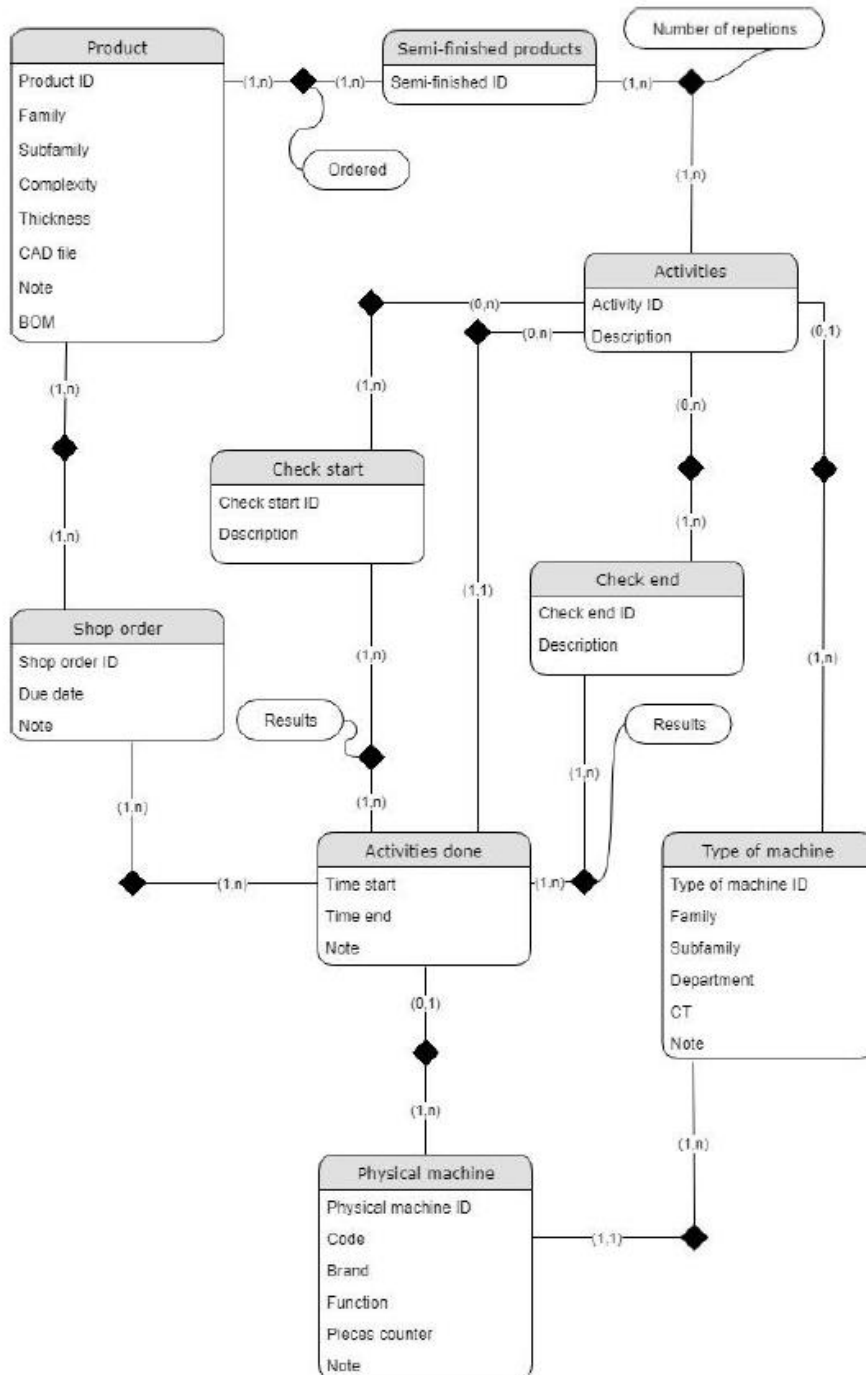 Product
Product ID
Family
Subfamily
Complexity
Thickness
CAD file
Note
BOM
(1,n)
(1,n)
Ordered
Semi-finished products
Semi-finished ID
(1,n)
Number of repetions
(1,n)
Activities
Activity ID
Description
(0,n)
(0,n)
(0,1)
(1,n)
(1,n)
(0,n)
Check start
Check start ID
Description
(1,n)
(1,n)
Check end
Check end ID
Description
(1,1)
Shop order
Shop order ID
Due date
Note
(1,n)
(1,n)
Results
Results
(1,n)
(1,n)
(1,n)
Activities done
Time start
Time end
Note
(1,n)
(1,n)
Type of machine
Type of machine ID
Family
Subfamily
Department
CT
Note
(0,1)
(1,n)
(1,n)
Physical machine
Physical machine ID
Code
Brand
Function
Pieces counter
Note
(1,1)